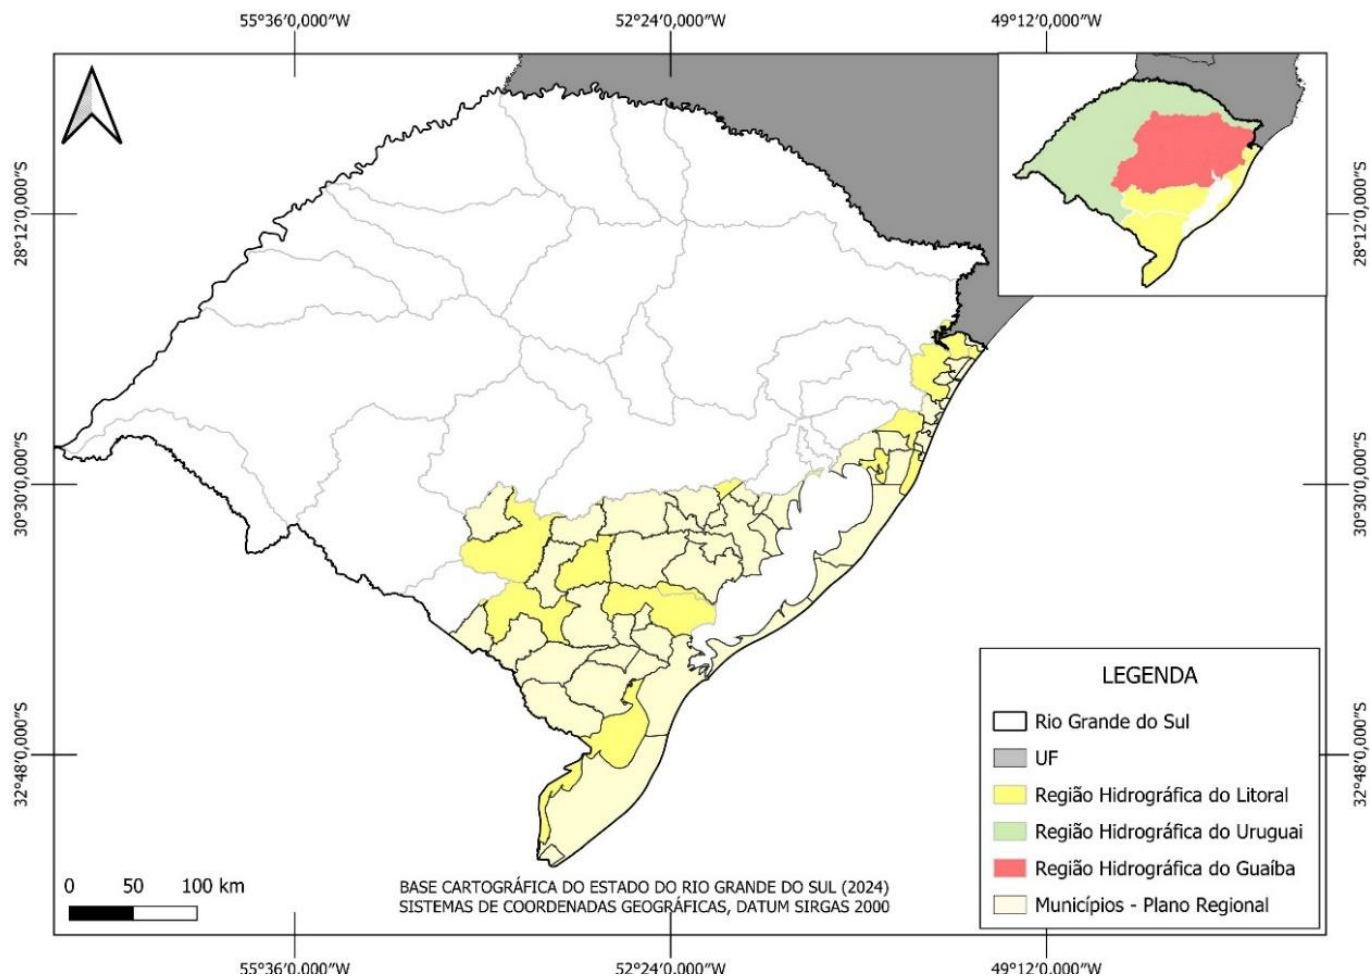 55°36′0,000″W
52°24′0,000″W
49°12′0,000″W
28°12′0,000″S
28°12′0,000″S
30°30′0,000″S
30°30′0,000″S
32°48′0,000″S
32°48′0,000″S
LEGENDA
Rio Grande do Sul
UF
Região Hidrográfica do Litoral
Região Hidrográfica do Uruguai
Região Hidrográfica do Guaíba
Municípios - Plano Regional
0 50 100 km
BASE CARTOGRÁFICA DO ESTADO DO RIO GRANDE DO SUL (2024)
SISTEMAS DE COORDENADAS GEOGRÁFICAS, DATUM SIRGAS 2000
55°36′0,000″W
52°24′0,000″W
49°12′0,000″W